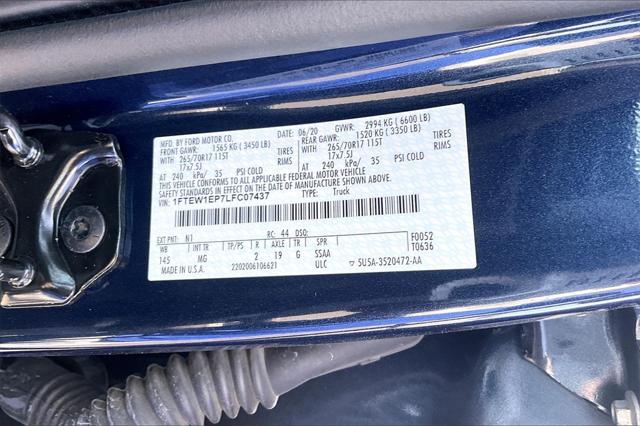 MFD. BY FORD MOTOR CO. 06/20 GVWR: 2994 KG ( 6600 LB)
FRONT GAWR: 1565 KG ( 3450 LB) REAR GAWR: 1520 KG ( 3350 LB)
265/70R17 115T TIRES 265/70R17 115T TIRES
17x7.5J RIMS 17x7.5J RIMS
AT 240 kPa/ 35 PSI COLD AT 240 kPa/ 35 PSI COLD
THIS VEHICLE CONFORMS TO ALL APPLICABLE FEDERAL MOTOR VEHICLE
SAFETY STANDARDS IN EFFECT ON THE DATE OF MANUFACTURE SHOWN ABOVE.
VIN: 1FTEW1EP7LFC07437 TYPE: Truck
EXT PNT: N1 RC: 44 DSO: F0052
WB INT TR TP/PS R AXLE TR SPR T0636
145 MG 2 19 G SSAA
MADE IN U.S.A. 2202006106621 ULC 5U5A-3520472-AA